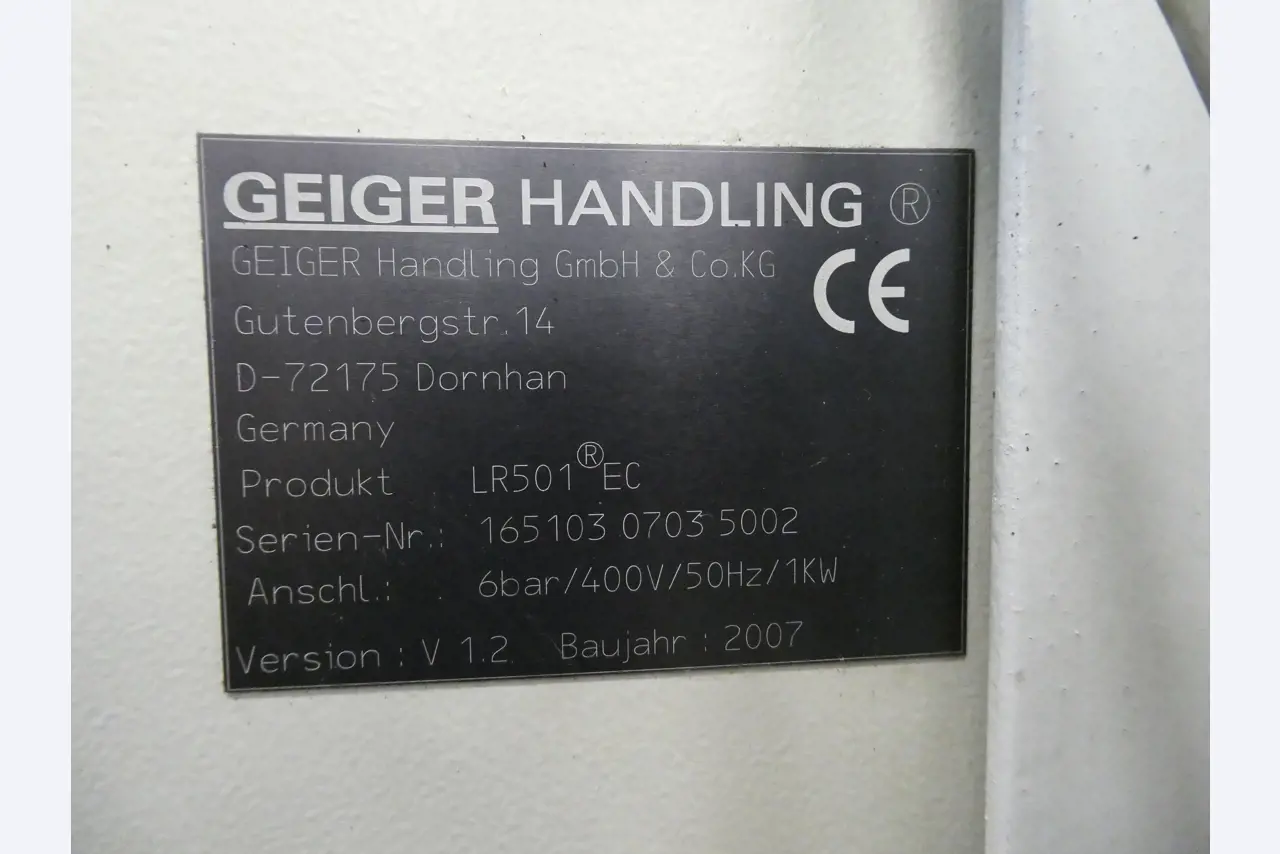 GEIGER HANDLING ®
GEIGER Handling GmbH & Co.KG
CE
Gutenbergstr.14
D-72175 Dornhan
Germany
Produkt LR501® EC
Serien-Nr.: 165103 0703 5002
Anschl.: 6bar/400V/50Hz/1KW
Version : V 1.2 Baujahr : 2007